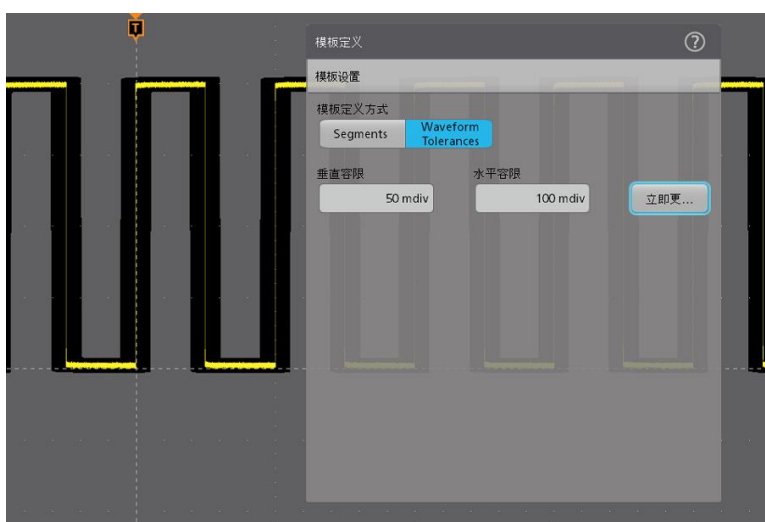 T
模板定义
?
模板设置
模板定义方式
Segments
Waveform
Tolerances
垂直容限
水平容限
50 mdiv
100 mdiv
立即更...